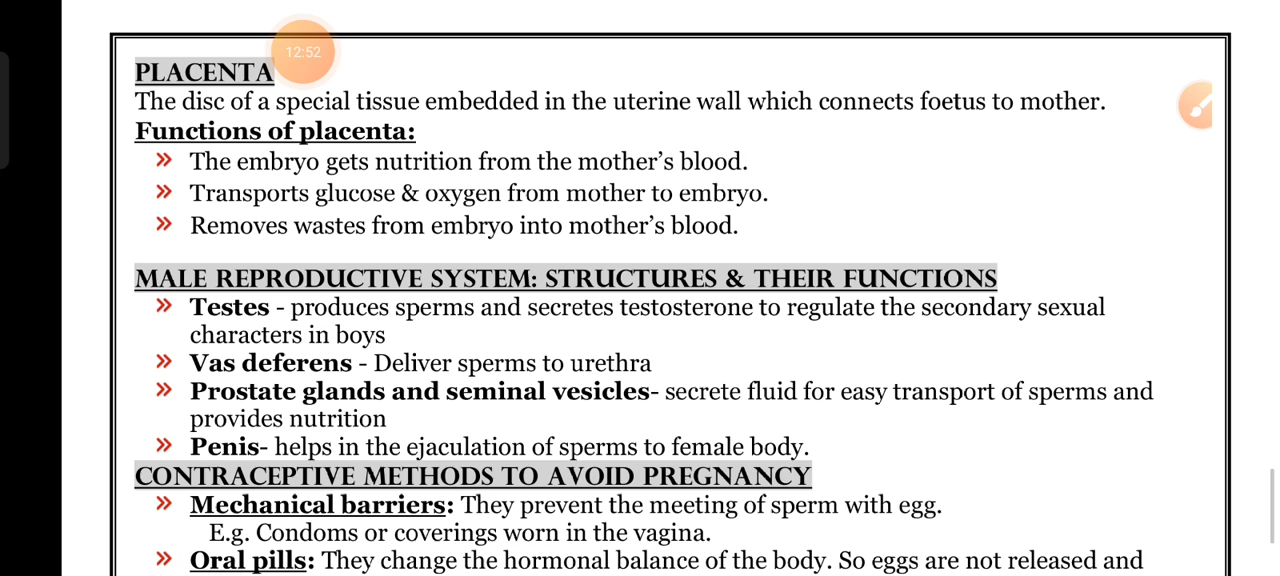 12:52
PLACENTA
The disc of a special tissue embedded in the uterine wall which connects foetus to mother.
Functions of placenta:
» The embryo gets nutrition from the mother’s blood.
» Transports glucose & oxygen from mother to embryo.
» Removes wastes from embryo into mother’s blood.
MALE REPRODUCTIVE SYSTEM: STRUCTURES & THEIR FUNCTIONS
» Testes - produces sperms and secretes testosterone to regulate the secondary sexual
characters in boys
» Vas deferens - Deliver sperms to urethra
» Prostate glands and seminal vesicles- secrete fluid for easy transport of sperms and
provides nutrition
» Penis- helps in the ejaculation of sperms to female body.
CONTRACEPTIVE METHODS TO AVOID PREGNANCY
» Mechanical barriers: They prevent the meeting of sperm with egg.
E.g. Condoms or coverings worn in the vagina.
» Oral pills: They change the hormonal balance of the body. So eggs are not released and